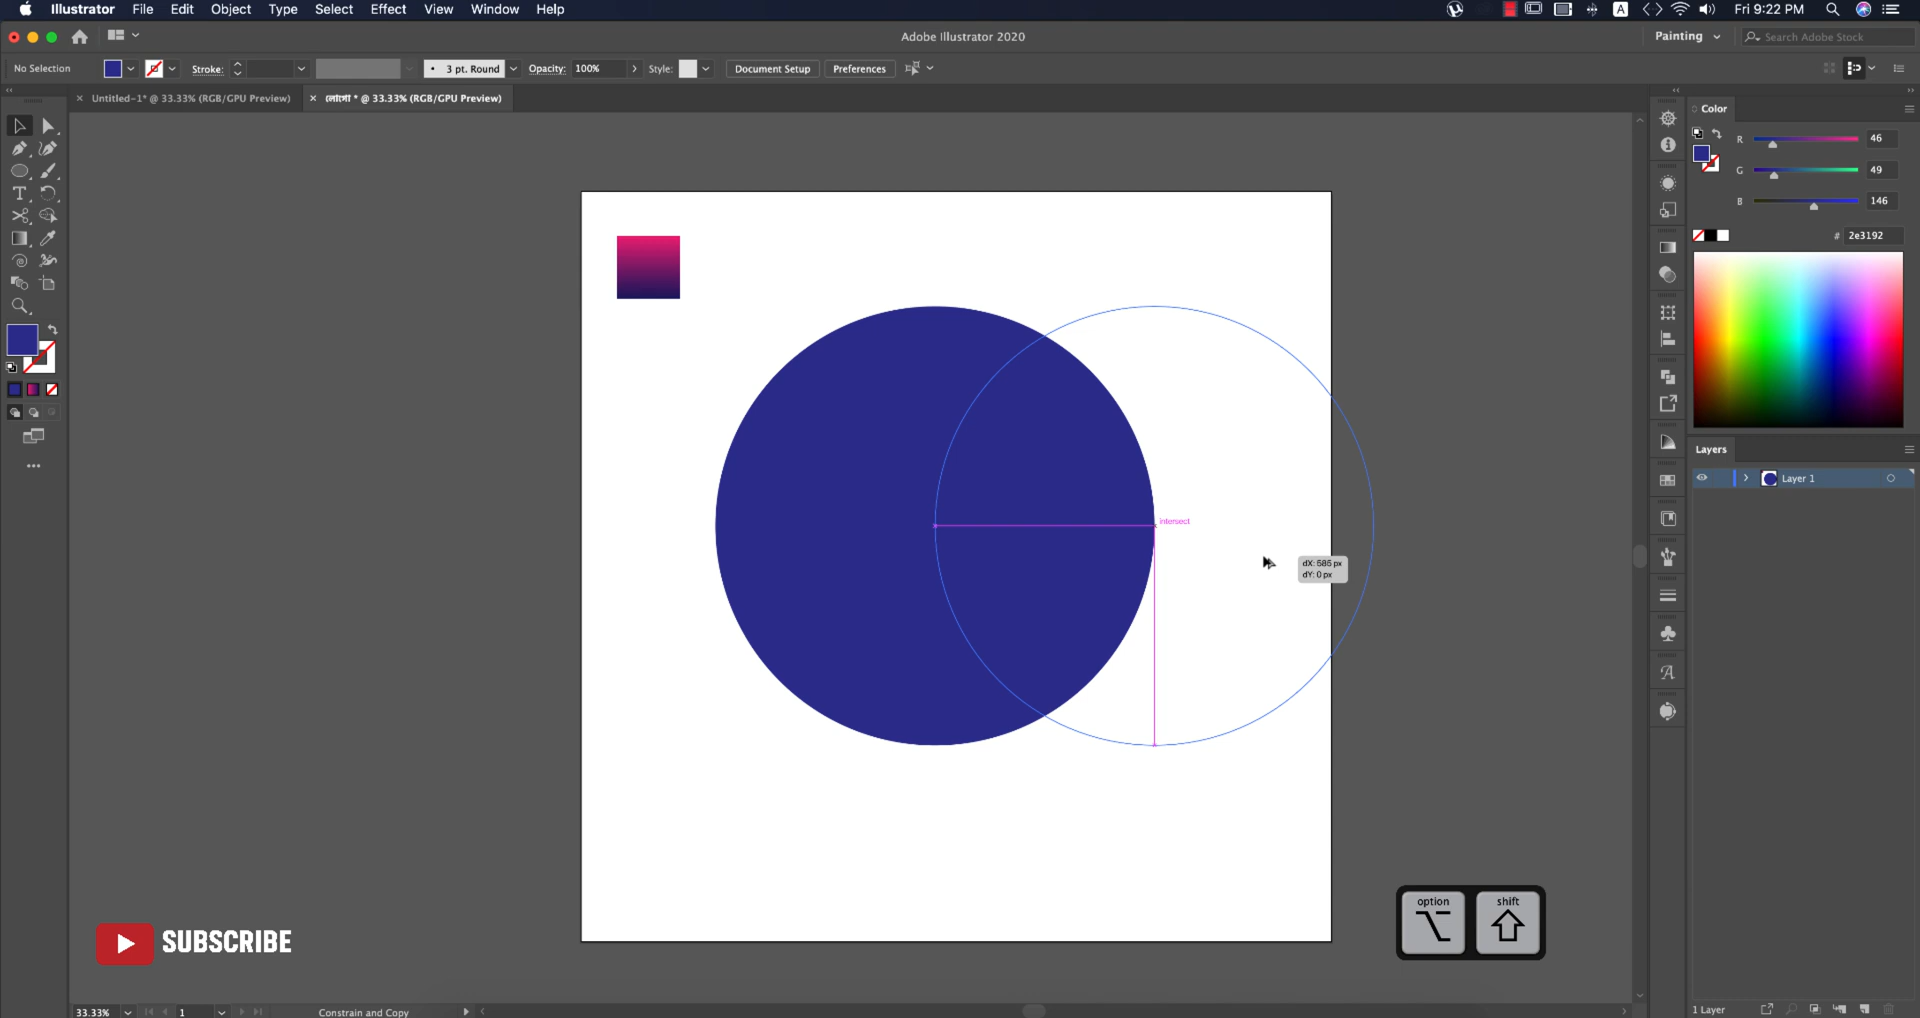 Illustrator File Edit Object Type Select Effect View Window Help
A Fri 9:22 PM
Adobe Illustrator 2020
Painting
Search Adobe Stock
No Selection Stroke: 3 pt. Round Opacity: 100% Style: Document Setup Preferences
× Untitled-1* @ 33.33% (RGB/GPU Preview) × লোগো * @ 33.33% (RGB/GPU Preview)
Color
R 46
G 49
B 146
# 2e3192
Layers
Layer 1
intersect
dX: 585 px
dY: 0 px
option shift
SUBSCRIBE
33.33% 1 Constrain and Copy
1 Layer